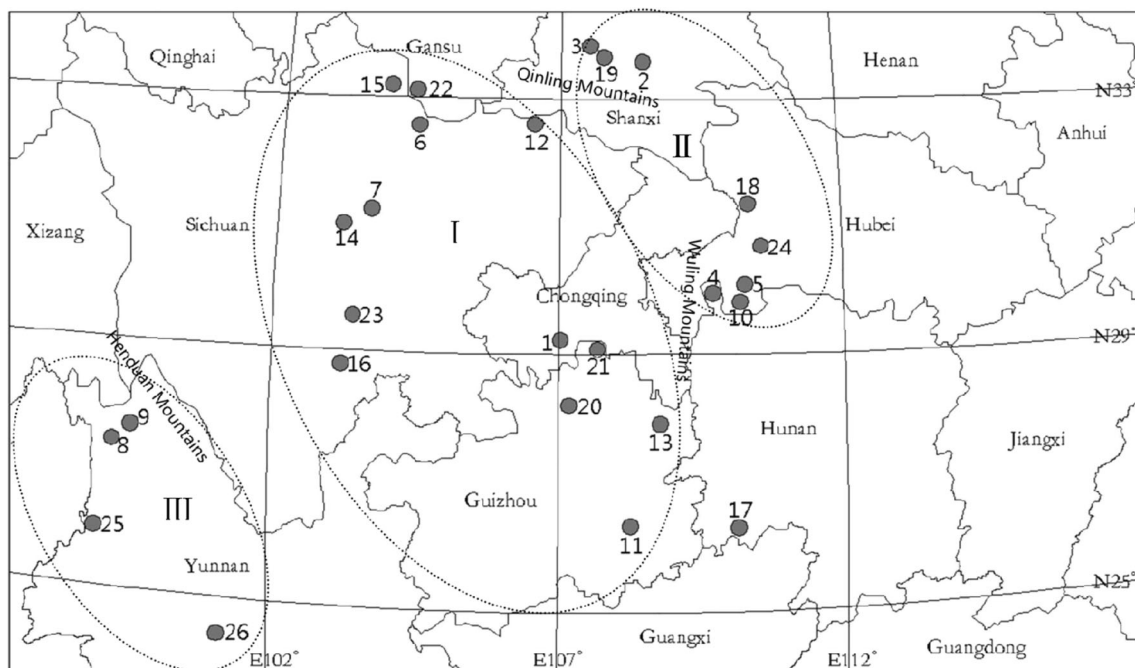 Qinghai
Gansu
3
19
2
Henan
15
22
Qinling Mountains
N33°
Shanxi
6
12
Anhui
II
18
7
Xizang
Sichuan
14
I
Hubei
24
Wuling Mountains
4
5
Chongqing
10
23
1
N29°
21
16
Henduan Mountains
20
9
8
13
Hunan
Jiangxi
Guizhou
III
17
25
11
Yunnan
N25°
26
Guangxi
Guangdong
E102°
E107°
E112°